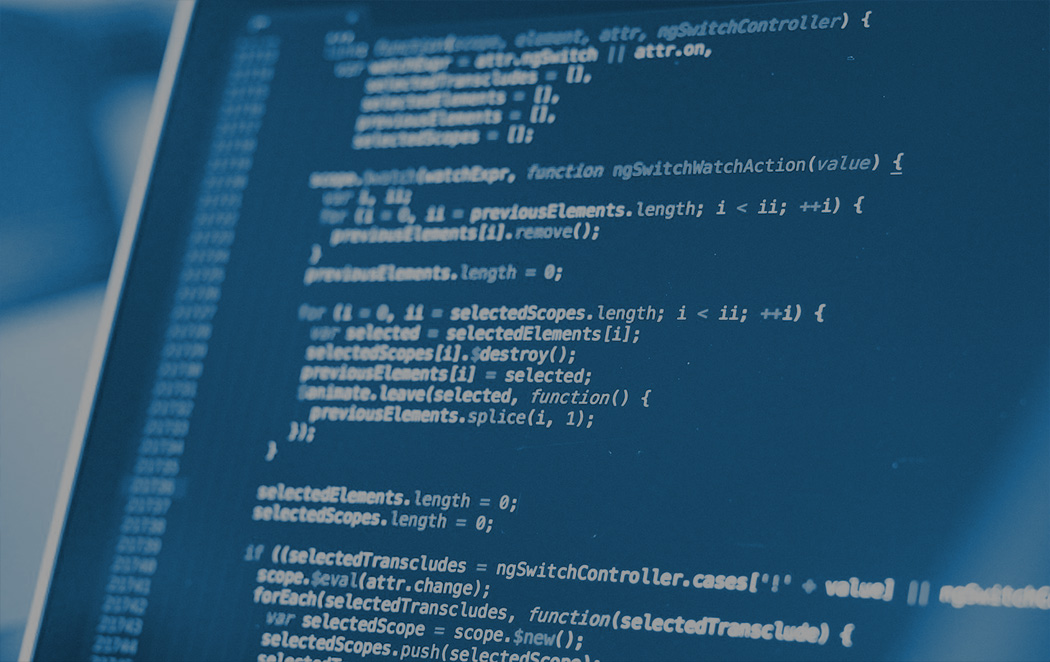 function(scope, element, attr, ngSwitchController) {
var watchExpr = attr.ngSwitch || attr.on,
selectedTranscludes = [],
selectedElements = [],
previousElements = [],
selectedScopes = [];
scope.$watch(watchExpr, function ngSwitchWatchAction(value) {
var i, ii;
for (i = 0, ii = previousElements.length; i < ii; ++i) {
previousElements[i].remove();
}
previousElements.length = 0;
for (i = 0, ii = selectedScopes.length; i < ii; ++i) {
var selected = selectedElements[i];
selectedScopes[i].$destroy();
previousElements[i] = selected;
$animate.leave(selected, function() {
previousElements.splice(i, 1);
});
}
selectedElements.length = 0;
selectedScopes.length = 0;
if ((selectedTranscludes = ngSwitchController.cases['!' + value] ||
scope.$eval(attr.change);
forEach(selectedTranscludes, function(selectedTransclude) {
var selectedScope = scope.$new();
selectedScopes.push(selectedScope);